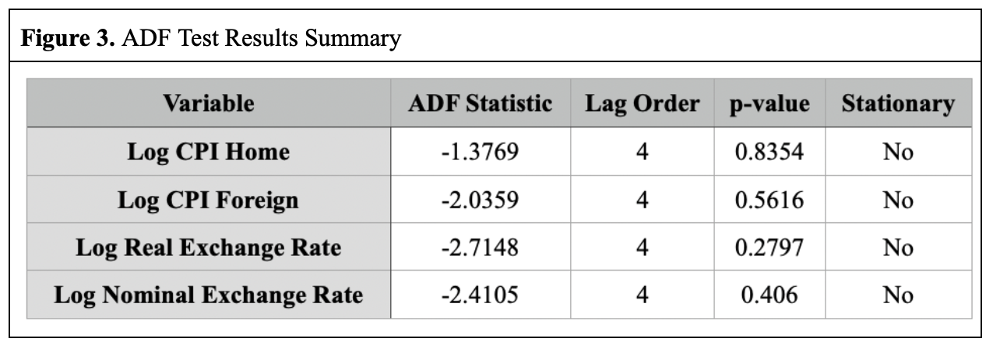 Figure 3. ADF Test Results Summary
Variable ADF Statistic Lag Order p-value Stationary
Log CPI Home -1.3769 4 0.8354 No
Log CPI Foreign -2.0359 4 0.5616 No
Log Real Exchange Rate -2.7148 4 0.2797 No
Log Nominal Exchange Rate -2.4105 4 0.406 No